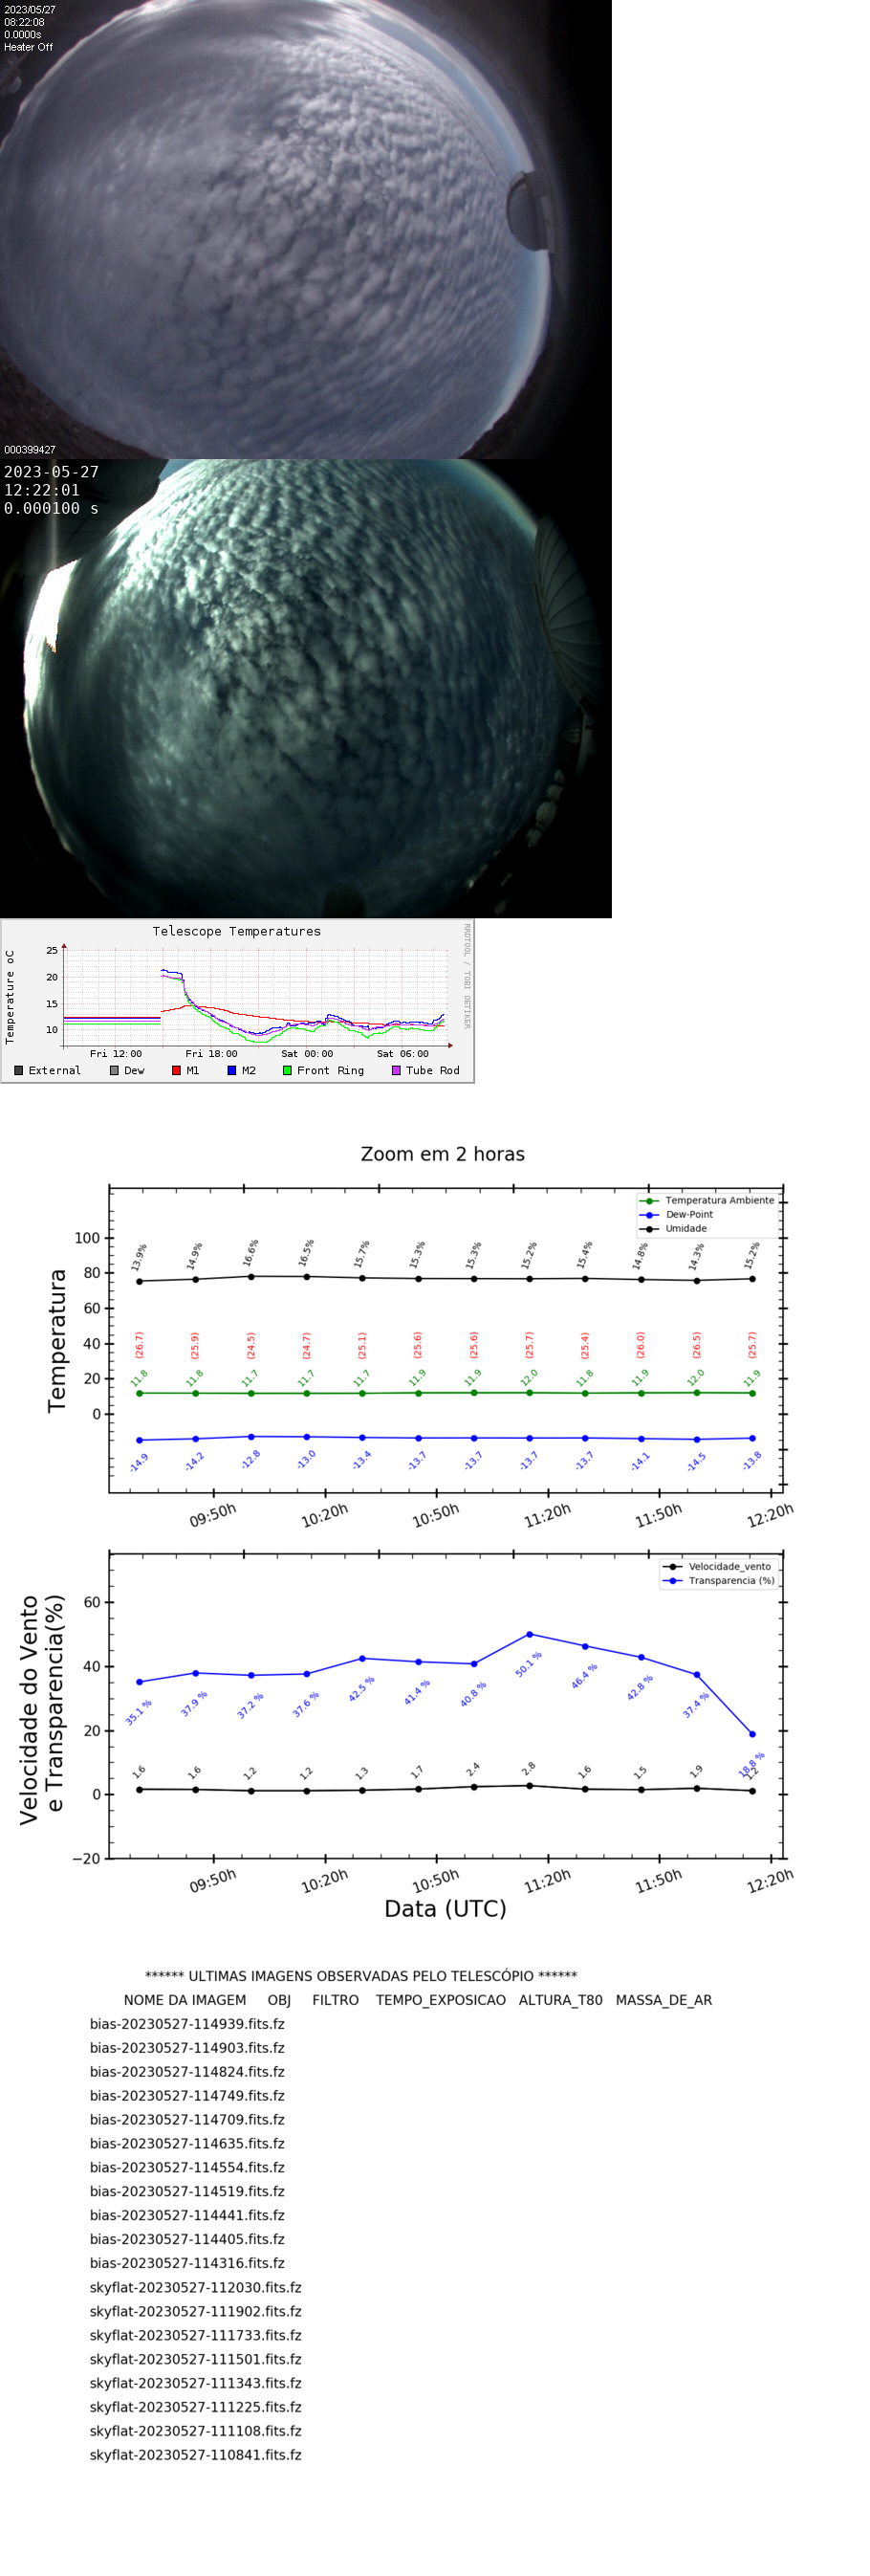 2023/05/27
08:22:08
0.0000s
Heater Off
000399427
2023-05-27
12:22:01
0.000100 s
Telescope Temperatures
RRDTOOL / TOBI OETIKER
Temperature oC
25
20
15
10
Fri 12:00 Fri 18:00 Sat 00:00 Sat 06:00
External Dew M1 M2 Front Ring Tube Rod
Zoom em 2 horas
Temperatura Ambiente
Dew-Point
Umidade
Temperatura
100
80
60
40
20
0
13.9% 14.9% 16.6% 16.5% 15.7% 15.3% 15.3% 15.2% 15.4% 14.8% 14.3% 15.2%
(26.7) (25.9) (24.5) (24.7) (25.1) (25.6) (25.6) (25.7) (25.4) (26.0) (26.5) (25.7)
11.8 11.8 11.7 11.7 11.7 11.9 11.9 12.0 11.8 11.9 12.0 11.9
-14.9 -14.2 -12.8 -13.0 -13.4 -13.7 -13.7 -13.7 -13.7 -14.1 -14.5 -13.8
09:50h 10:20h 10:50h 11:20h 11:50h 12:20h
Velocidade_vento
Transparencia (%)
Velocidade do Vento
e Transparencia(%)
60
40
20
0
−20
35.1 % 37.9 % 37.2 % 37.6 % 42.5 % 41.4 % 40.8 % 50.1 % 46.4 % 42.8 % 37.4 % 18.8 %
1.6 1.6 1.2 1.2 1.3 1.7 2.4 2.8 1.6 1.5 1.9 1.2
09:50h 10:20h 10:50h 11:20h 11:50h 12:20h
Data (UTC)
****** ULTIMAS IMAGENS OBSERVADAS PELO TELESCÓPIO ******
NOME DA IMAGEM OBJ FILTRO TEMPO_EXPOSICAO ALTURA_T80 MASSA_DE_AR
bias-20230527-114939.fits.fz
bias-20230527-114903.fits.fz
bias-20230527-114824.fits.fz
bias-20230527-114749.fits.fz
bias-20230527-114709.fits.fz
bias-20230527-114635.fits.fz
bias-20230527-114554.fits.fz
bias-20230527-114519.fits.fz
bias-20230527-114441.fits.fz
bias-20230527-114405.fits.fz
bias-20230527-114316.fits.fz
skyflat-20230527-112030.fits.fz
skyflat-20230527-111902.fits.fz
skyflat-20230527-111733.fits.fz
skyflat-20230527-111501.fits.fz
skyflat-20230527-111343.fits.fz
skyflat-20230527-111225.fits.fz
skyflat-20230527-111108.fits.fz
skyflat-20230527-110841.fits.fz